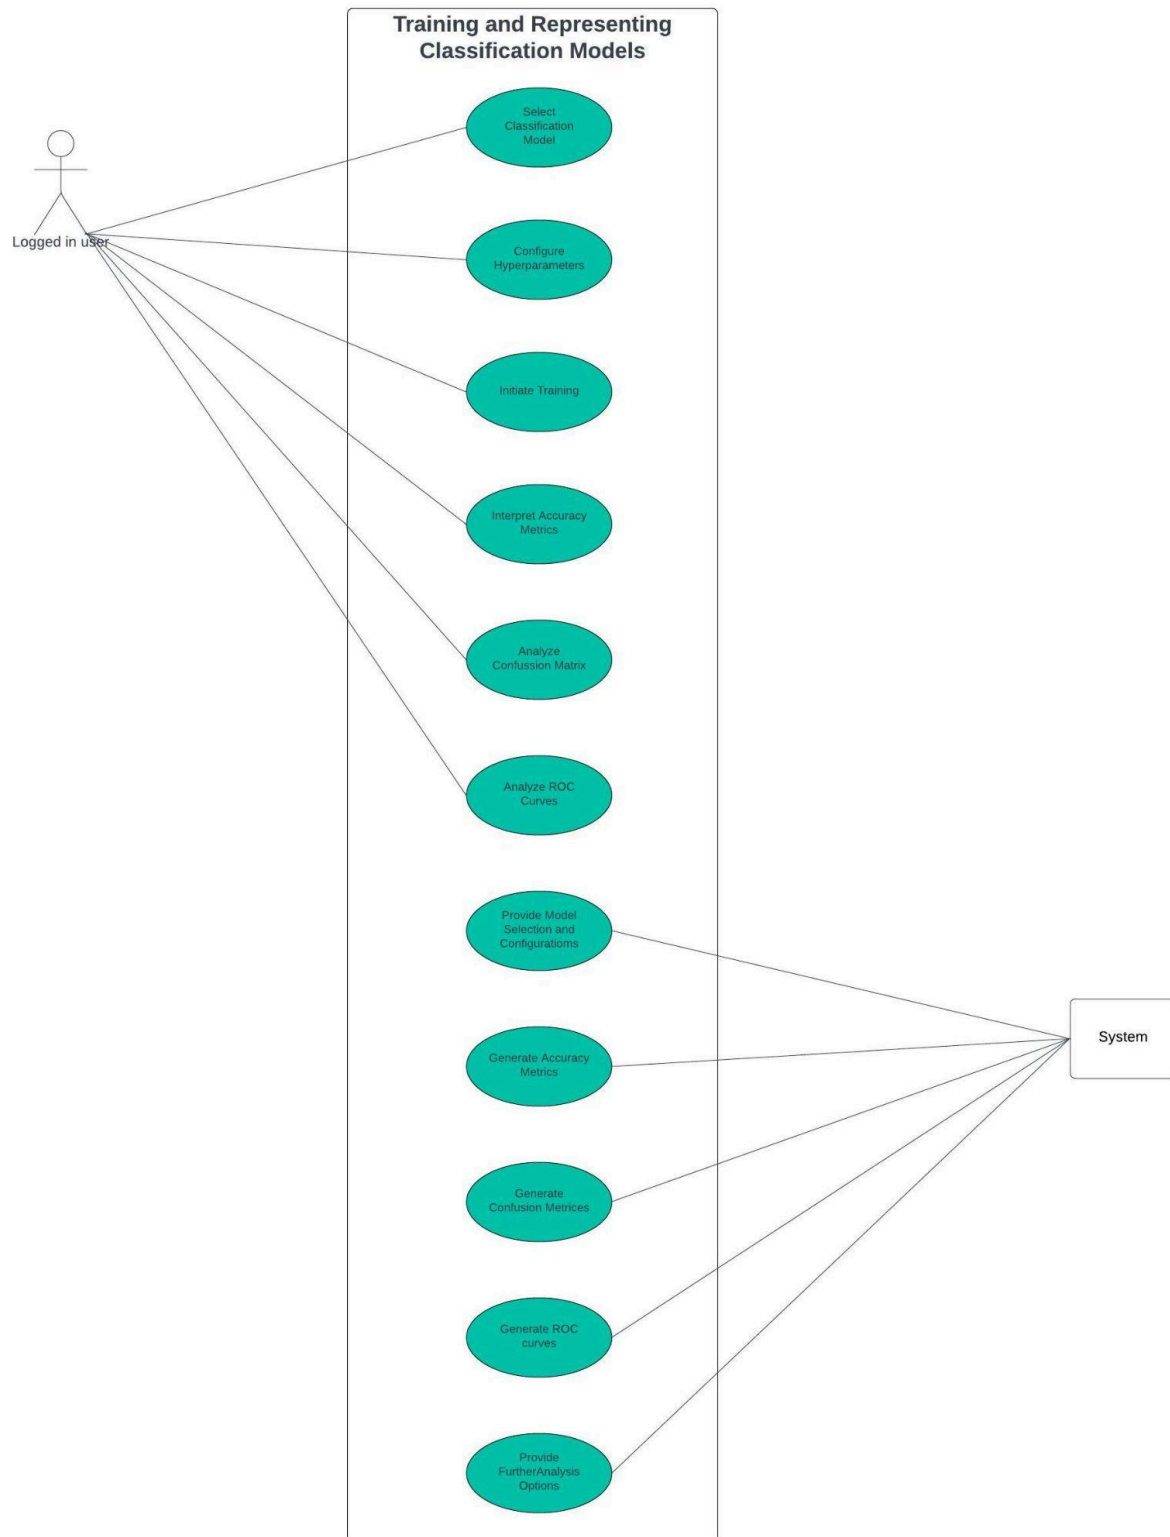 Training and Representing
Classification Models
Select
Classification
Model
Logged in user
Configure
Hyperparameters
Initiate Training
Interpret Accuracy
Metrics
Analyze
Confussion Matrix
Analyze ROC
Curves
Provide Model
Selection and
Configuratioms
System
Generate Accuracy
Metrics
Generate
Confusion Metrices
Generate ROC
curves
Provide
FurtherAnalysis
Options